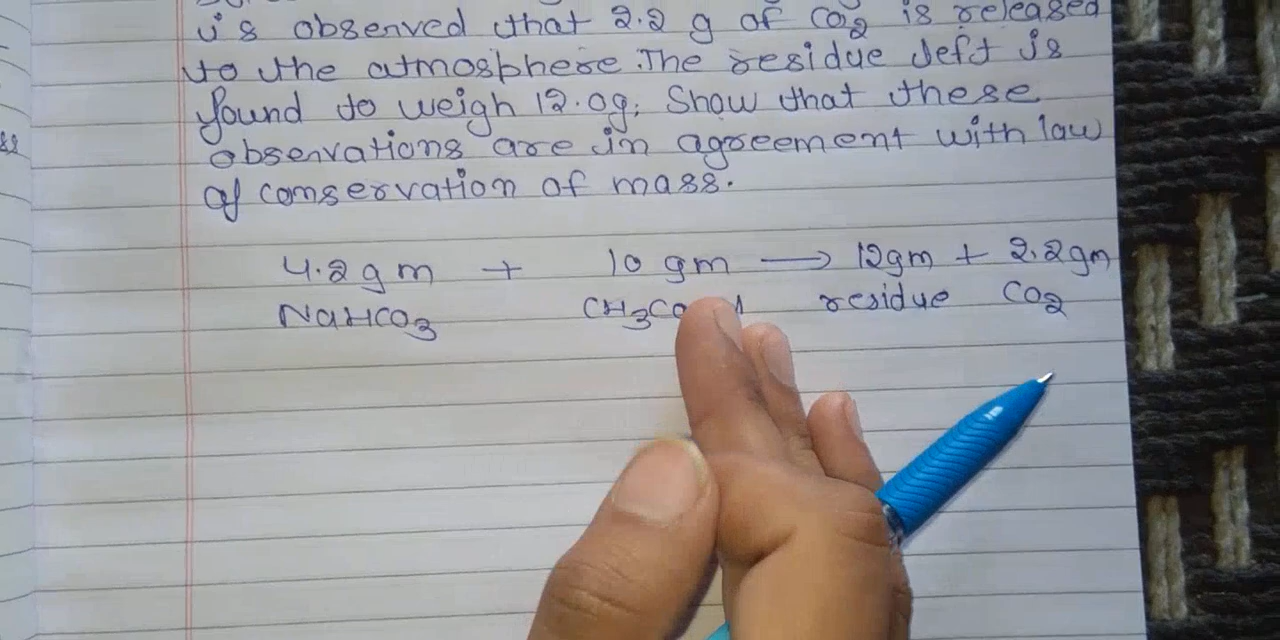 is observed that 2.2 g of CO2 is released
to the atmosphere. The residue left is
found to weigh 12.0g. Show that these
observations are in agreement with law
of conservation of mass.
4.2gm + 10 gm → 12gm + 2.2gm
NaHCO3 residue CO2
88